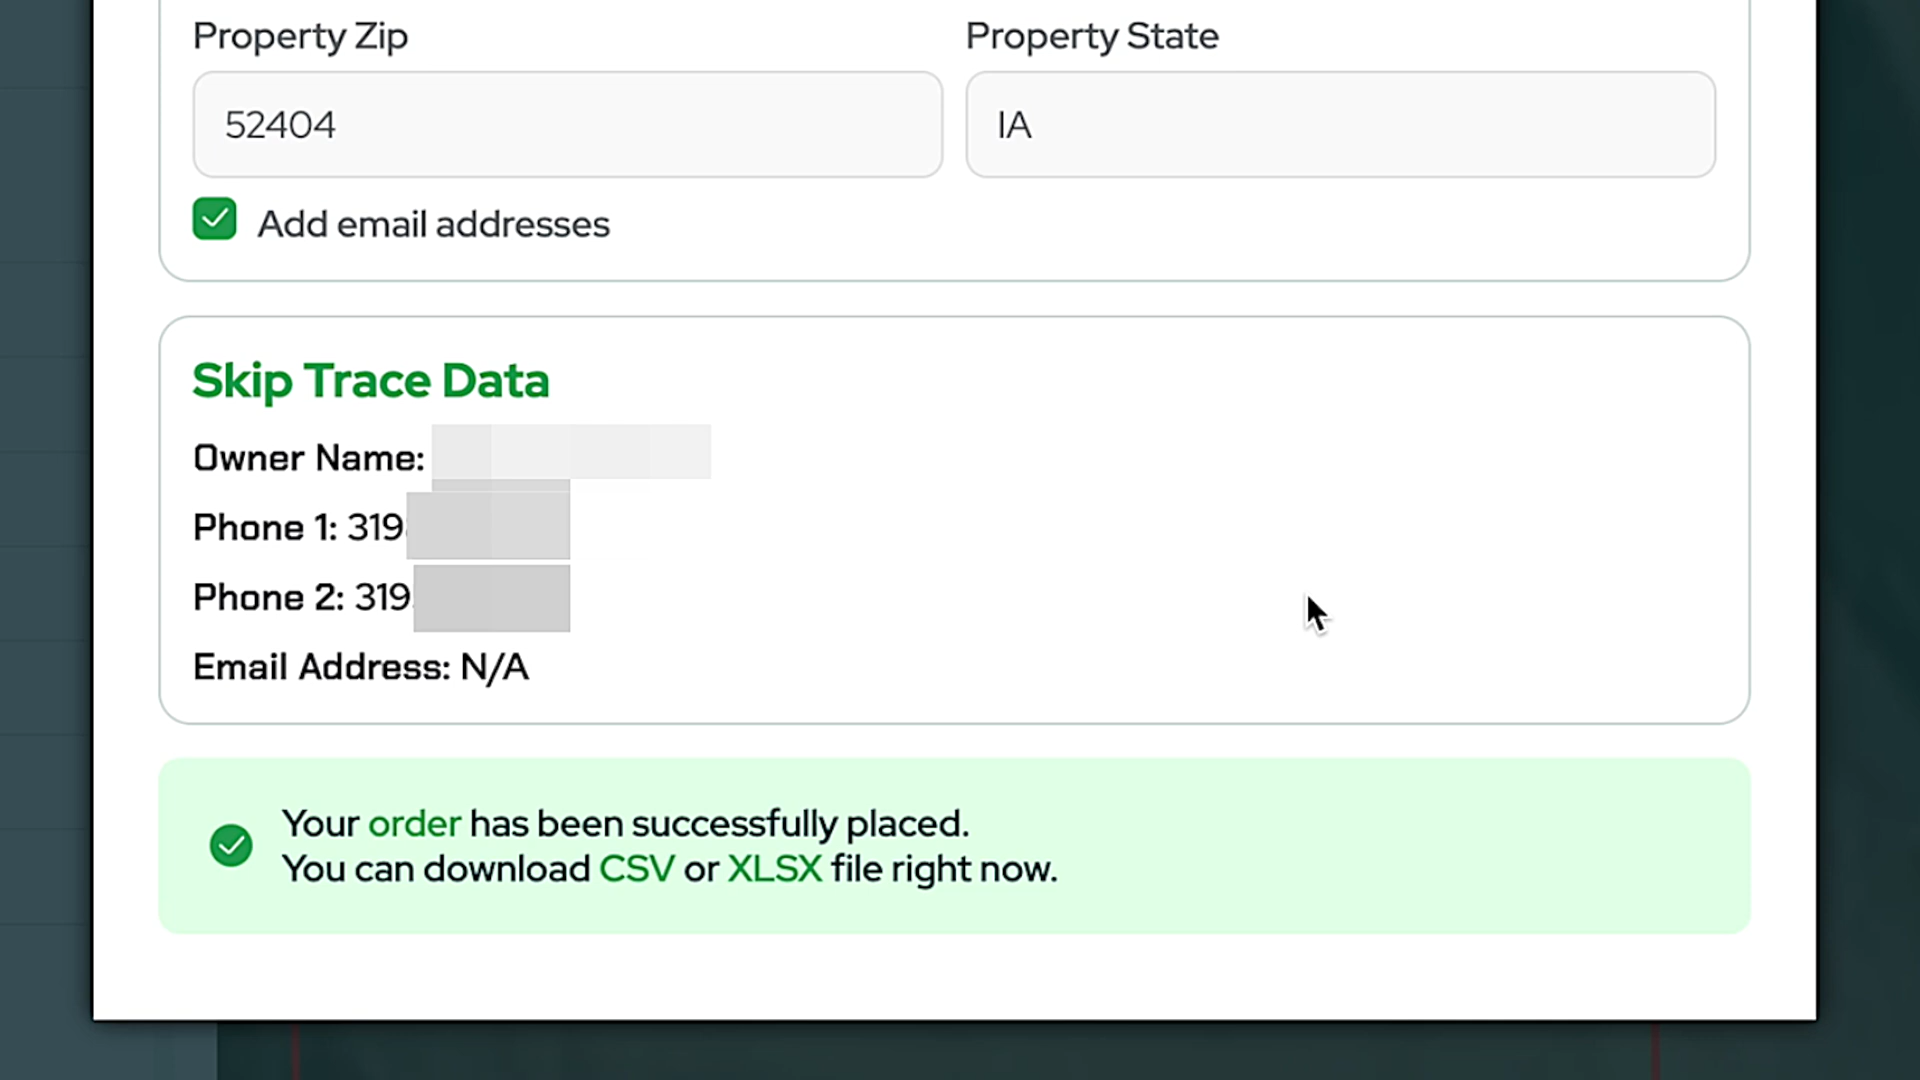 Property Zip
Property State
52404
IA
Add email addresses
Skip Trace Data
Owner Name:
Phone 1: 319
Phone 2: 319
Email Address: N/A
Your order has been successfully placed.
You can download CSV or XLSX file right now.